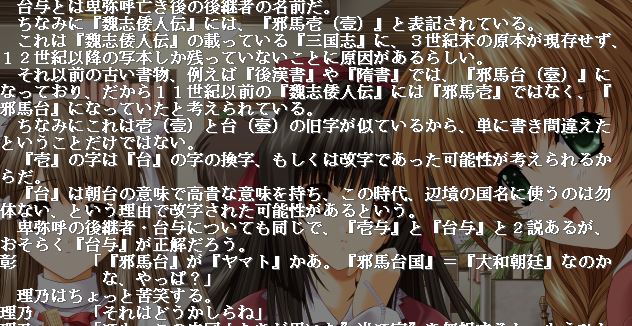 台与とは卑弥呼亡き後の後継者の名前だ。
ちなみに『魏志倭人伝』には、『邪馬壱（壹）』と表記されている。
これは『魏志倭人伝』の載っている『三国志』に、３世紀末の原本が現存せず、
１２世紀以降の写本しか残っていないことに原因があるらしい。
それ以前の古い書物、例えば『後漢書』や『隋書』では、『邪馬台（臺）』に
なっており、だから１１世紀以前の『魏志倭人伝』には『邪馬壱』ではなく、『
邪馬台』になっていたと考えられている。
ちなみにこれは壱（壹）と台（臺）の旧字が似ているから、単に書き間違えた
ということだけではない。
『壱』の字は『台』の字の換字、もしくは改字であった可能性が考えられるか
らだ。
『台』は朝台の意味で高貴な意味を持ち、この時代、辺境の国名に使うのは勿
体ない、という理由で改字された可能性があるという。
卑弥呼の後継者・台与についても同じで、『壱与』と『台与』と２説あるが、
おそらく『台与』が正解だろう。
彰　　　「『邪馬台』が『ヤマト』かあ。『邪馬台国』＝『大和朝廷』なのか
な、やっぱ？」
理乃はちょっと苦笑する。
理乃　　「それはどうかしらね」
理乃